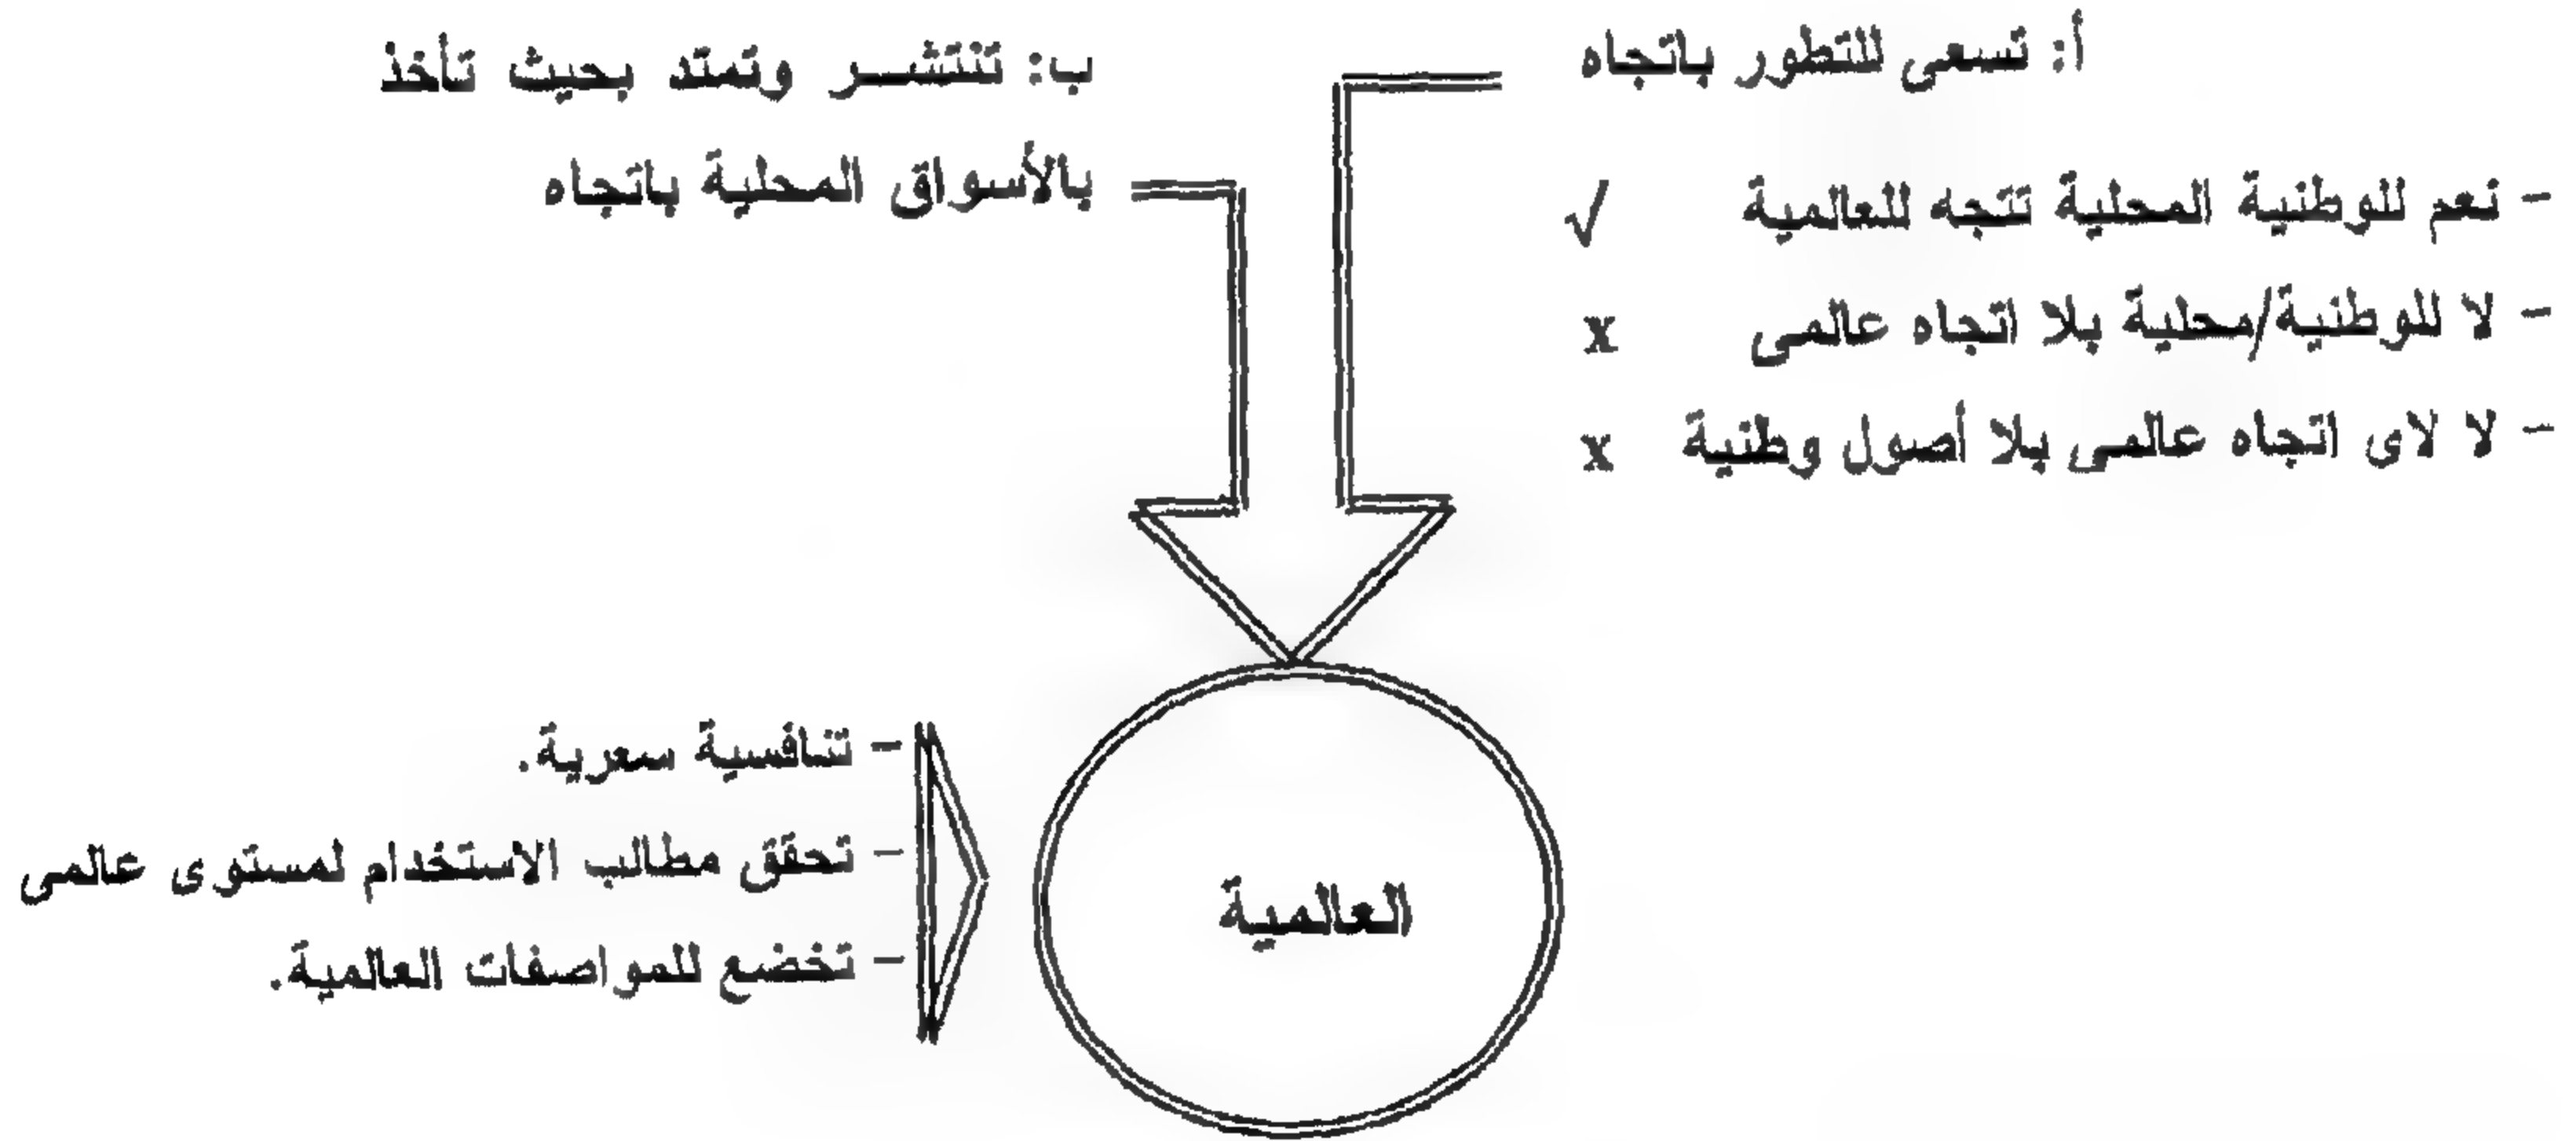 أ: تسعى للتطور باتجاه
- نعم للوطنية المحلية تتجه للعالمية √
- لا للوطنية/محلية بلا اتجاه عالمى x
- لا لاى اتجاه عالمى بلا أصول وطنية x
ب: تنتشر وتمتد بحيث تأخذ
بالأسواق المحلية باتجاه
العالمية
- تنافسية سعرية.
- تحقق مطالب الاستخدام لمستوى عالمى
- تخضع للمواصفات العالمية.